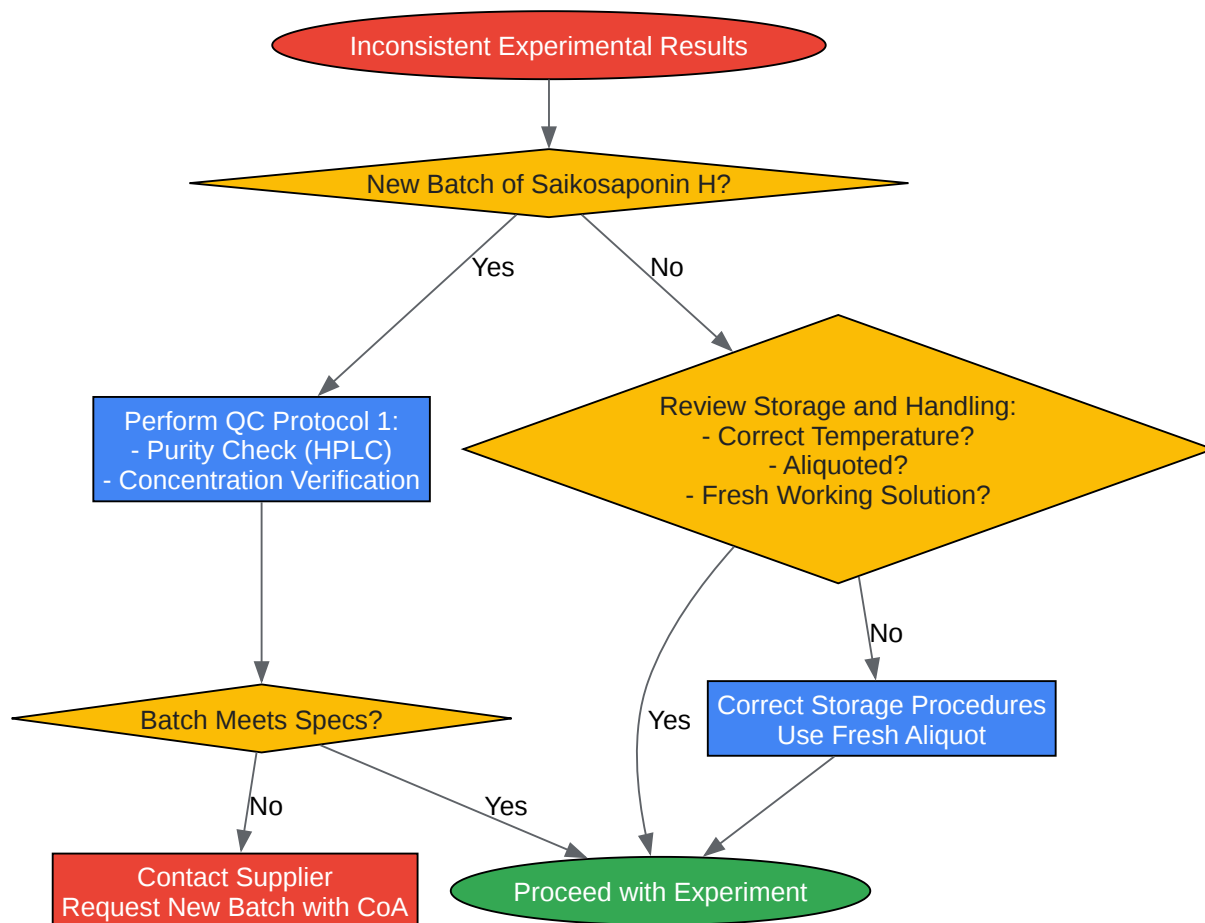 Inconsistent Experimental Results
New Batch of Saikosaponin H?
Yes
No
Perform QC Protocol 1:
- Purity Check (HPLC)
- Concentration Verification
Review Storage and Handling:
- Correct Temperature?
- Aliquoted?
- Fresh Working Solution?
No
Yes
Correct Storage Procedures
Use Fresh Aliquot
Batch Meets Specs?
No
Yes
Contact Supplier
Request New Batch with CoA
Proceed with Experiment